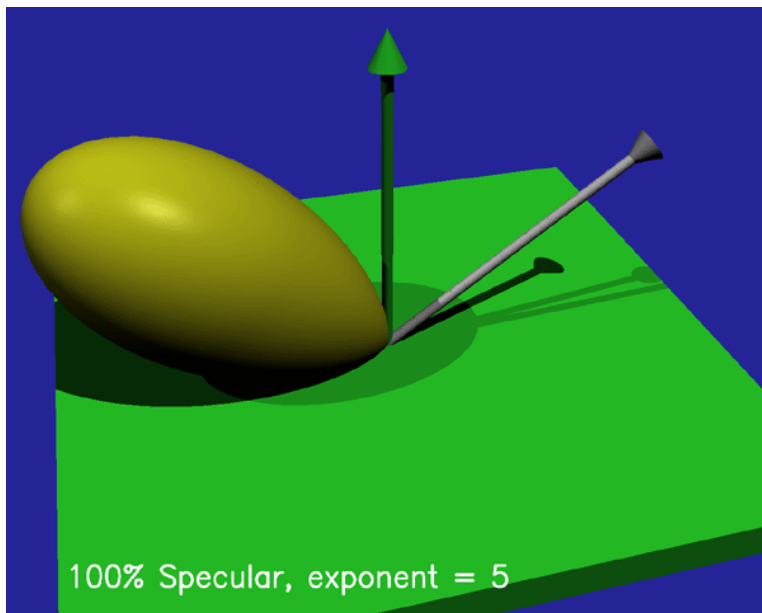 100% Specular, exponent = 5